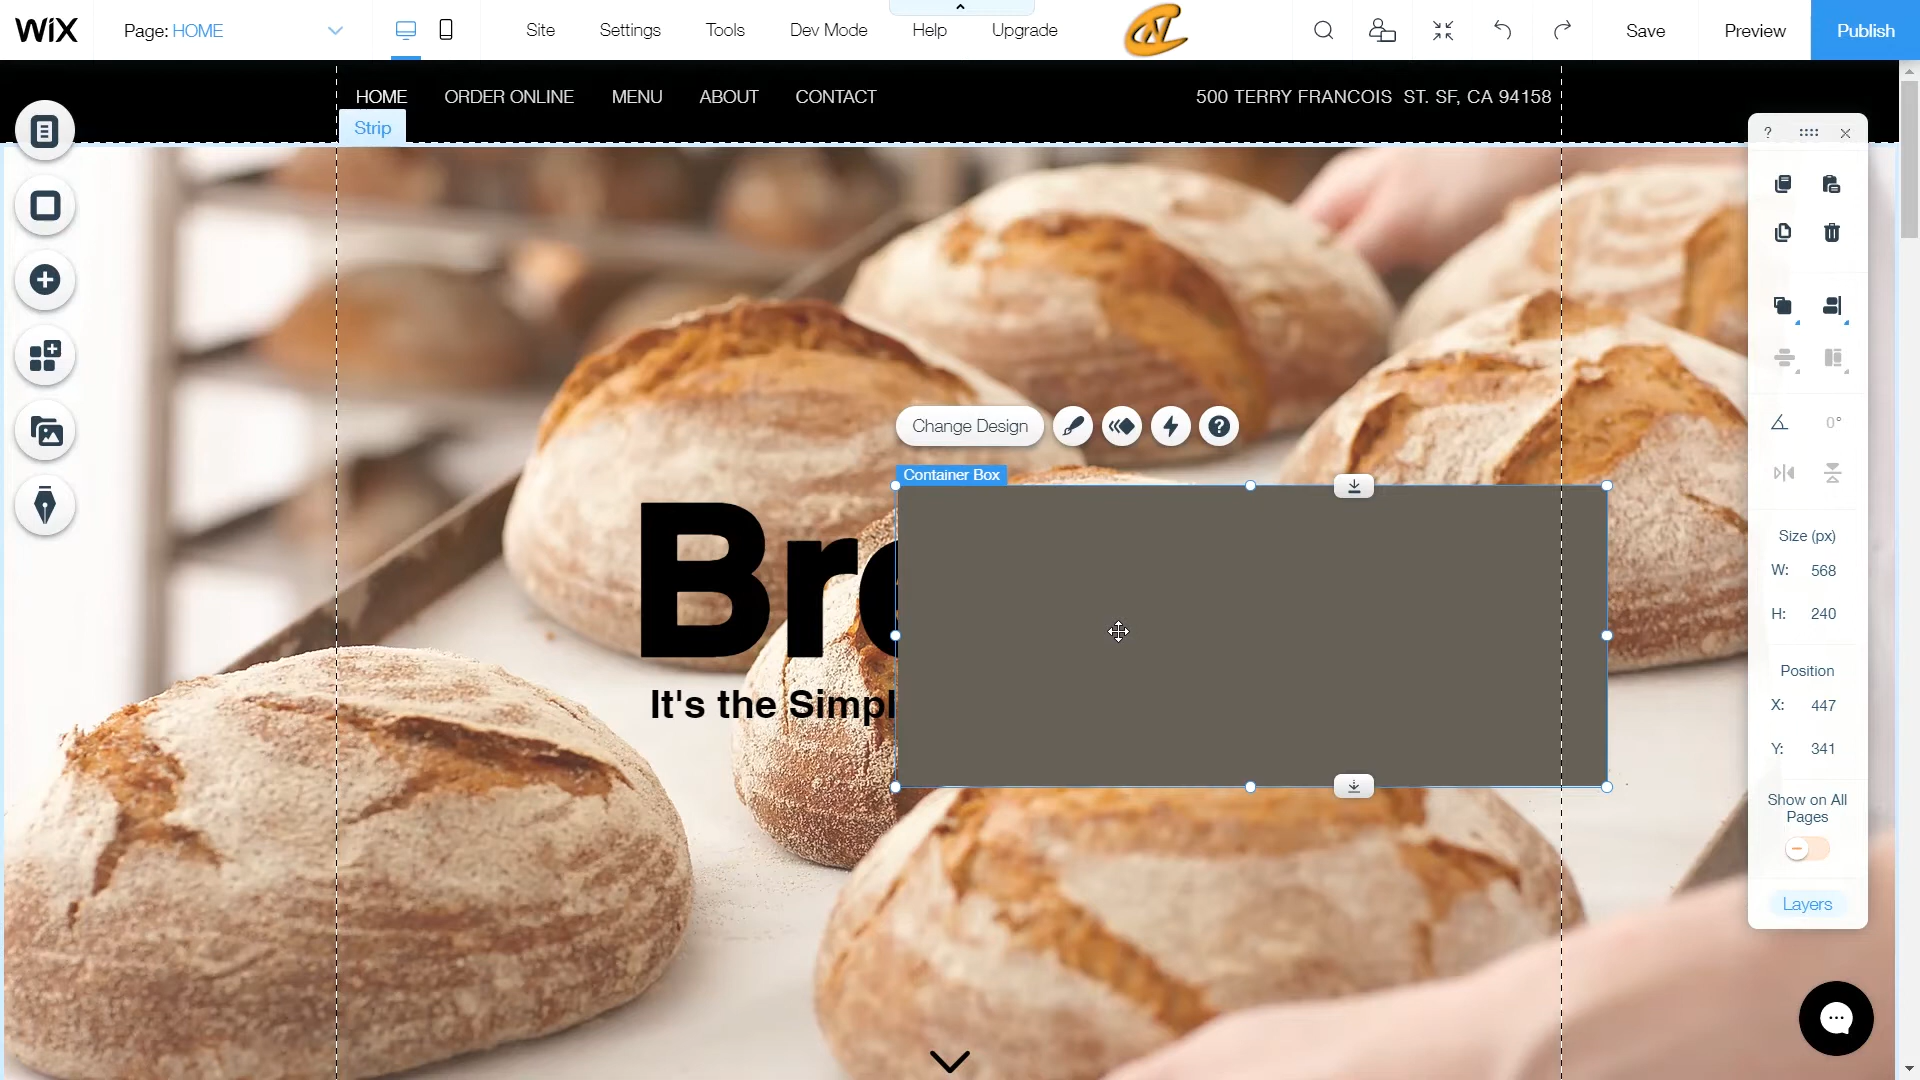 WiX
Page: HOME
Site
Settings
Tools
Dev Mode
Help
Upgrade
Save
Preview
Publish
HOME
ORDER ONLINE
MENU
ABOUT
CONTACT
500 TERRY FRANCOIS ST. SF, CA 94158
Strip
Change Design
Container Box
Br
It's the Simpl
?
0°
Size (px)
W: 568
H: 240
Position
X: 447
Y: 341
Show on All
Pages
Layers